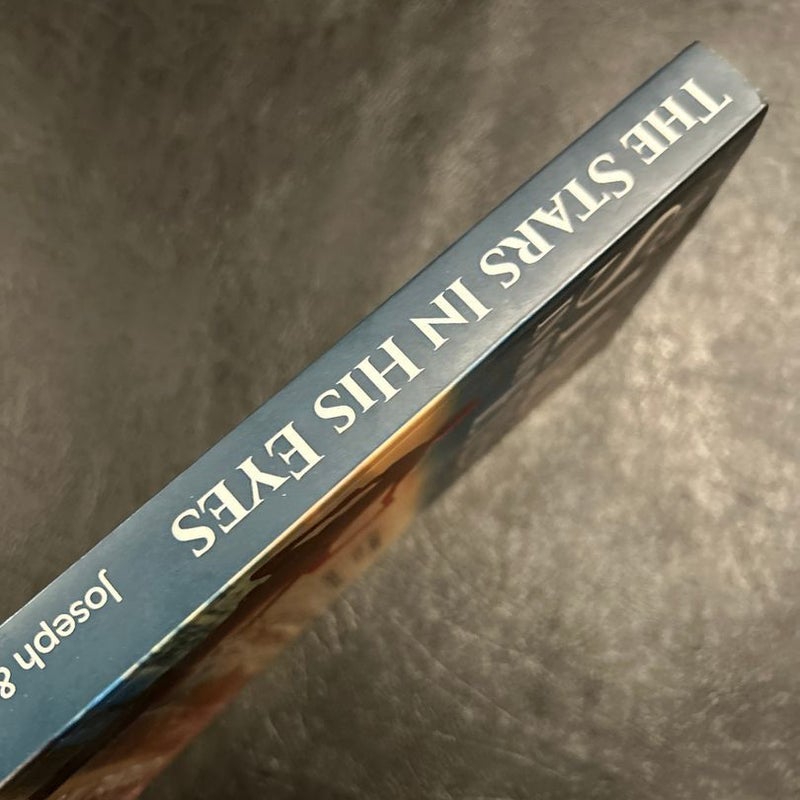 THE STARS IN HIS EYES
Joseph &